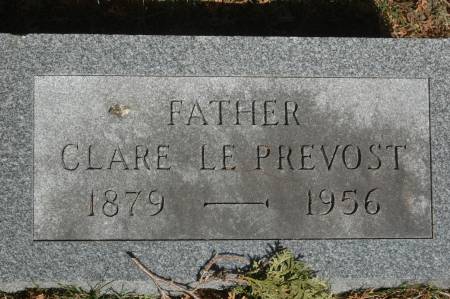 FATHER
CLARE LE PREVOST
1879 — 1956